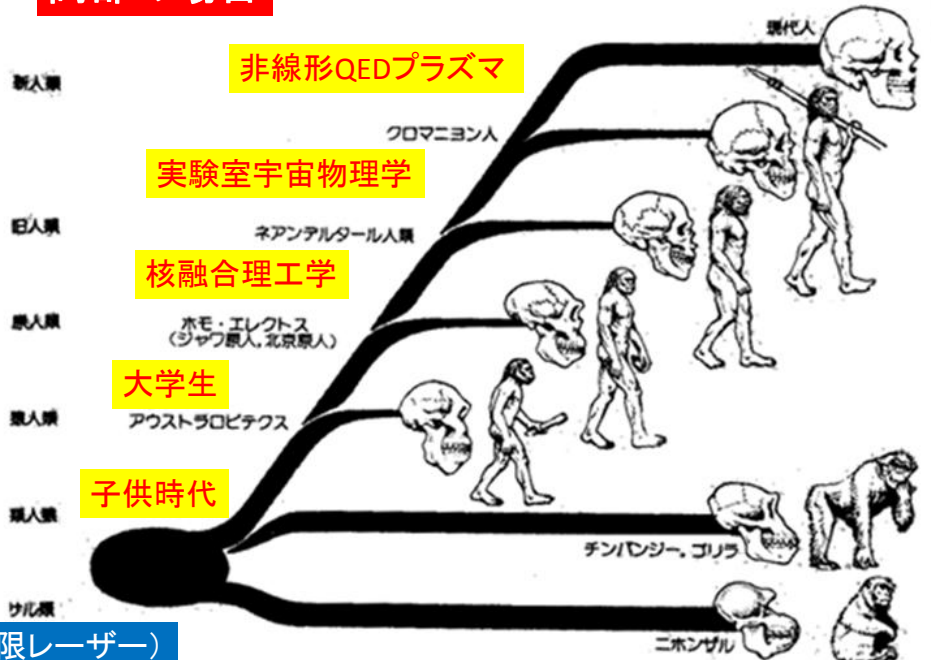 現代人
非線形QEDプラズマ
新人類
クロマニヨン人
実験室宇宙物理学
旧人類
ネアンデルタール人類
核融合理工学
原人類
ホモ・エレクトス
(ジャワ原人,北京原人)
大学生
猿人類
アウストラロピテクス
子供時代
類人猿
チンパンジー,ゴリラ
サル類
限レーザー)
ニホンザル